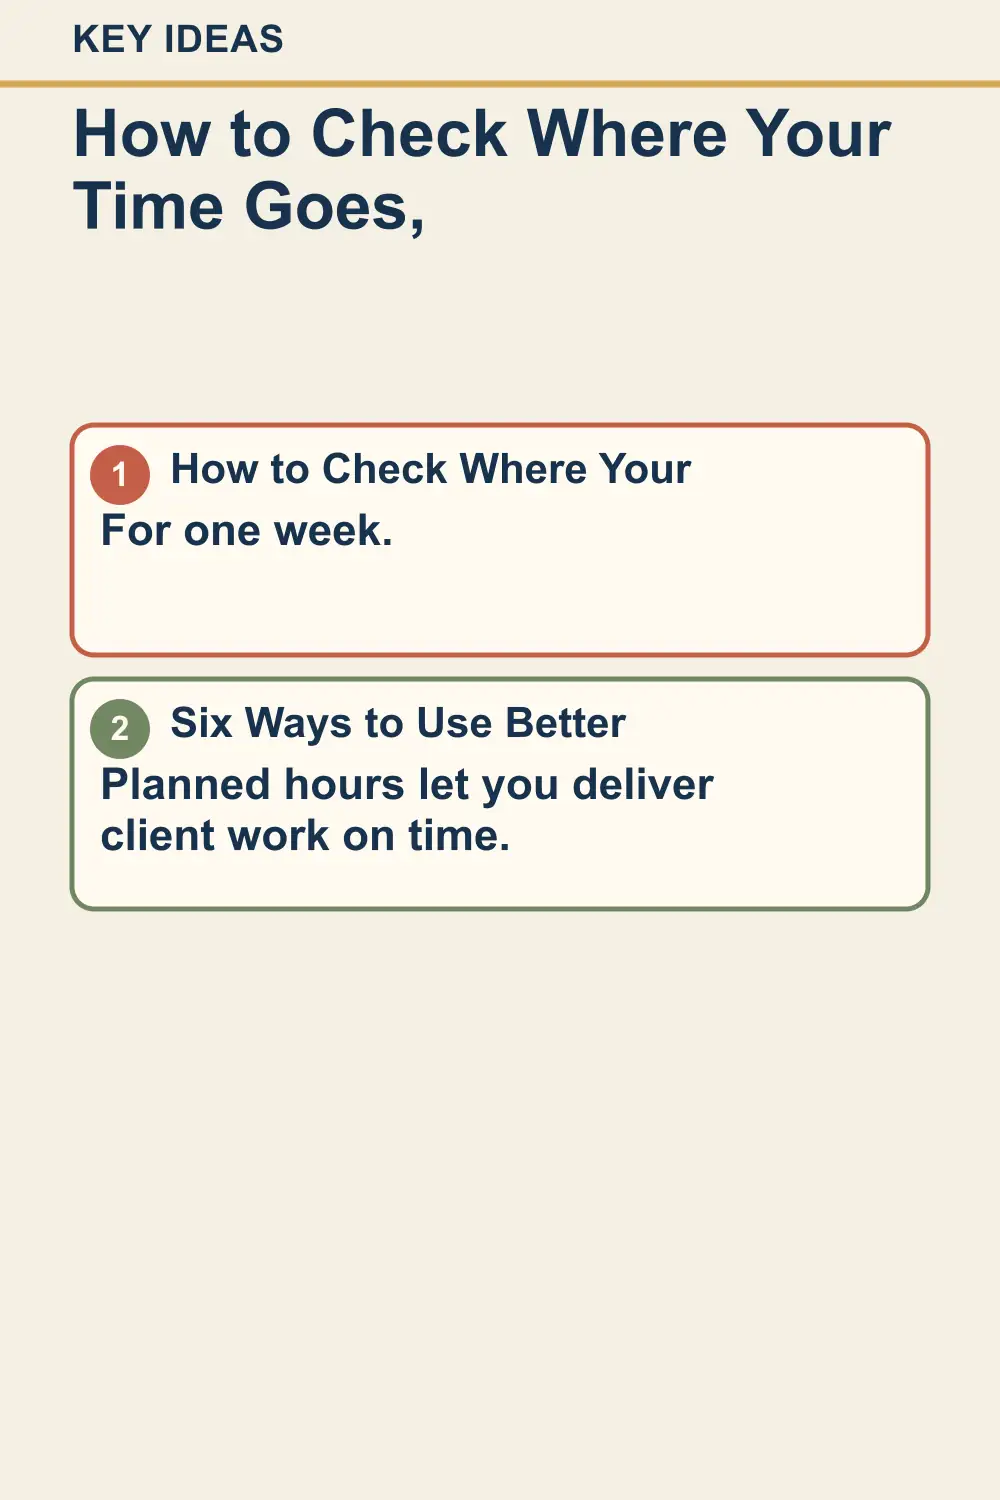 KEY IDEAS
How to Check Where Your
Time Goes,
1 How to Check Where Your
For one week.
2 Six Ways to Use Better
Planned hours let you deliver
client work on time.